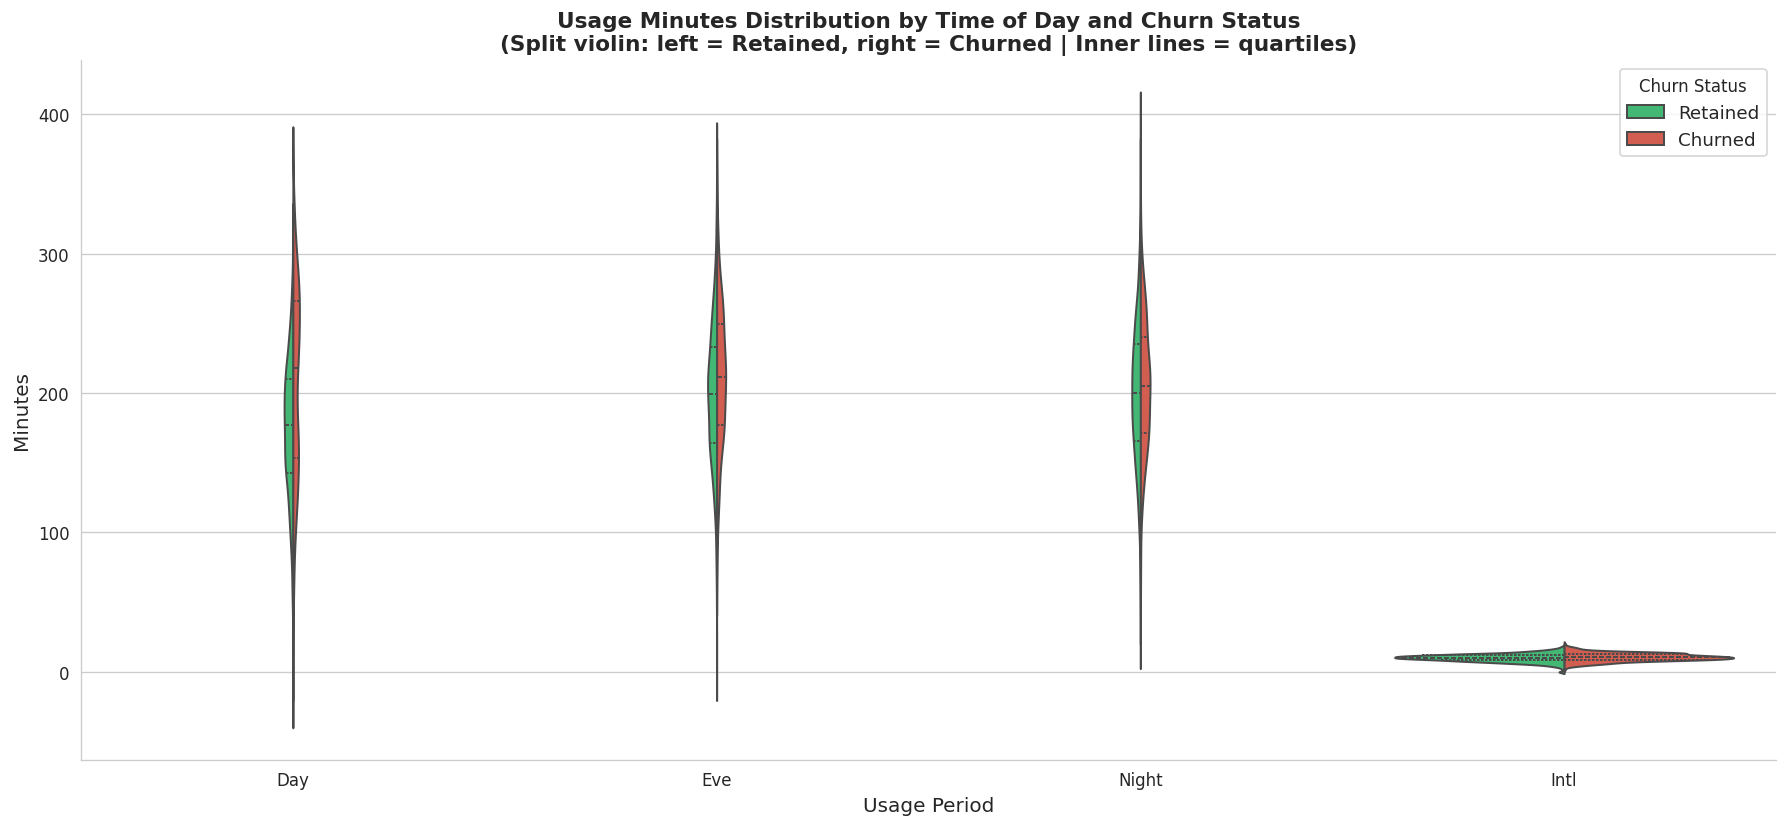 Usage Minutes Distribution by Time of Day and Churn Status
(Split violin: left = Retained, right = Churned | Inner lines = quartiles)
Churn Status
Retained
Churned
Minutes
400
300
200
100
0
Day
Eve
Night
Intl
Usage Period